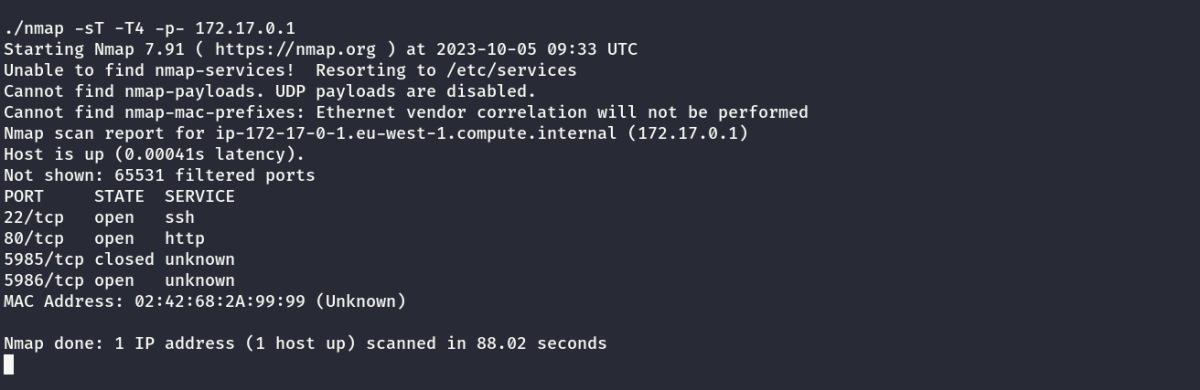 ./nmap -sT -T4 -p- 172.17.0.1
Starting Nmap 7.91 ( https://nmap.org ) at 2023-10-05 09:33 UTC
Unable to find nmap-services!  Resorting to /etc/services
Cannot find nmap-payloads. UDP payloads are disabled.
Cannot find nmap-mac-prefixes: Ethernet vendor correlation will not be performed
Nmap scan report for ip-172-17-0-1.eu-west-1.compute.internal (172.17.0.1)
Host is up (0.00041s latency).
Not shown: 65531 filtered ports
PORT     STATE  SERVICE
22/tcp   open   ssh
80/tcp   open   http
5985/tcp closed unknown
5986/tcp open   unknown
MAC Address: 02:42:68:2A:99:99 (Unknown)
Nmap done: 1 IP address (1 host up) scanned in 88.02 seconds